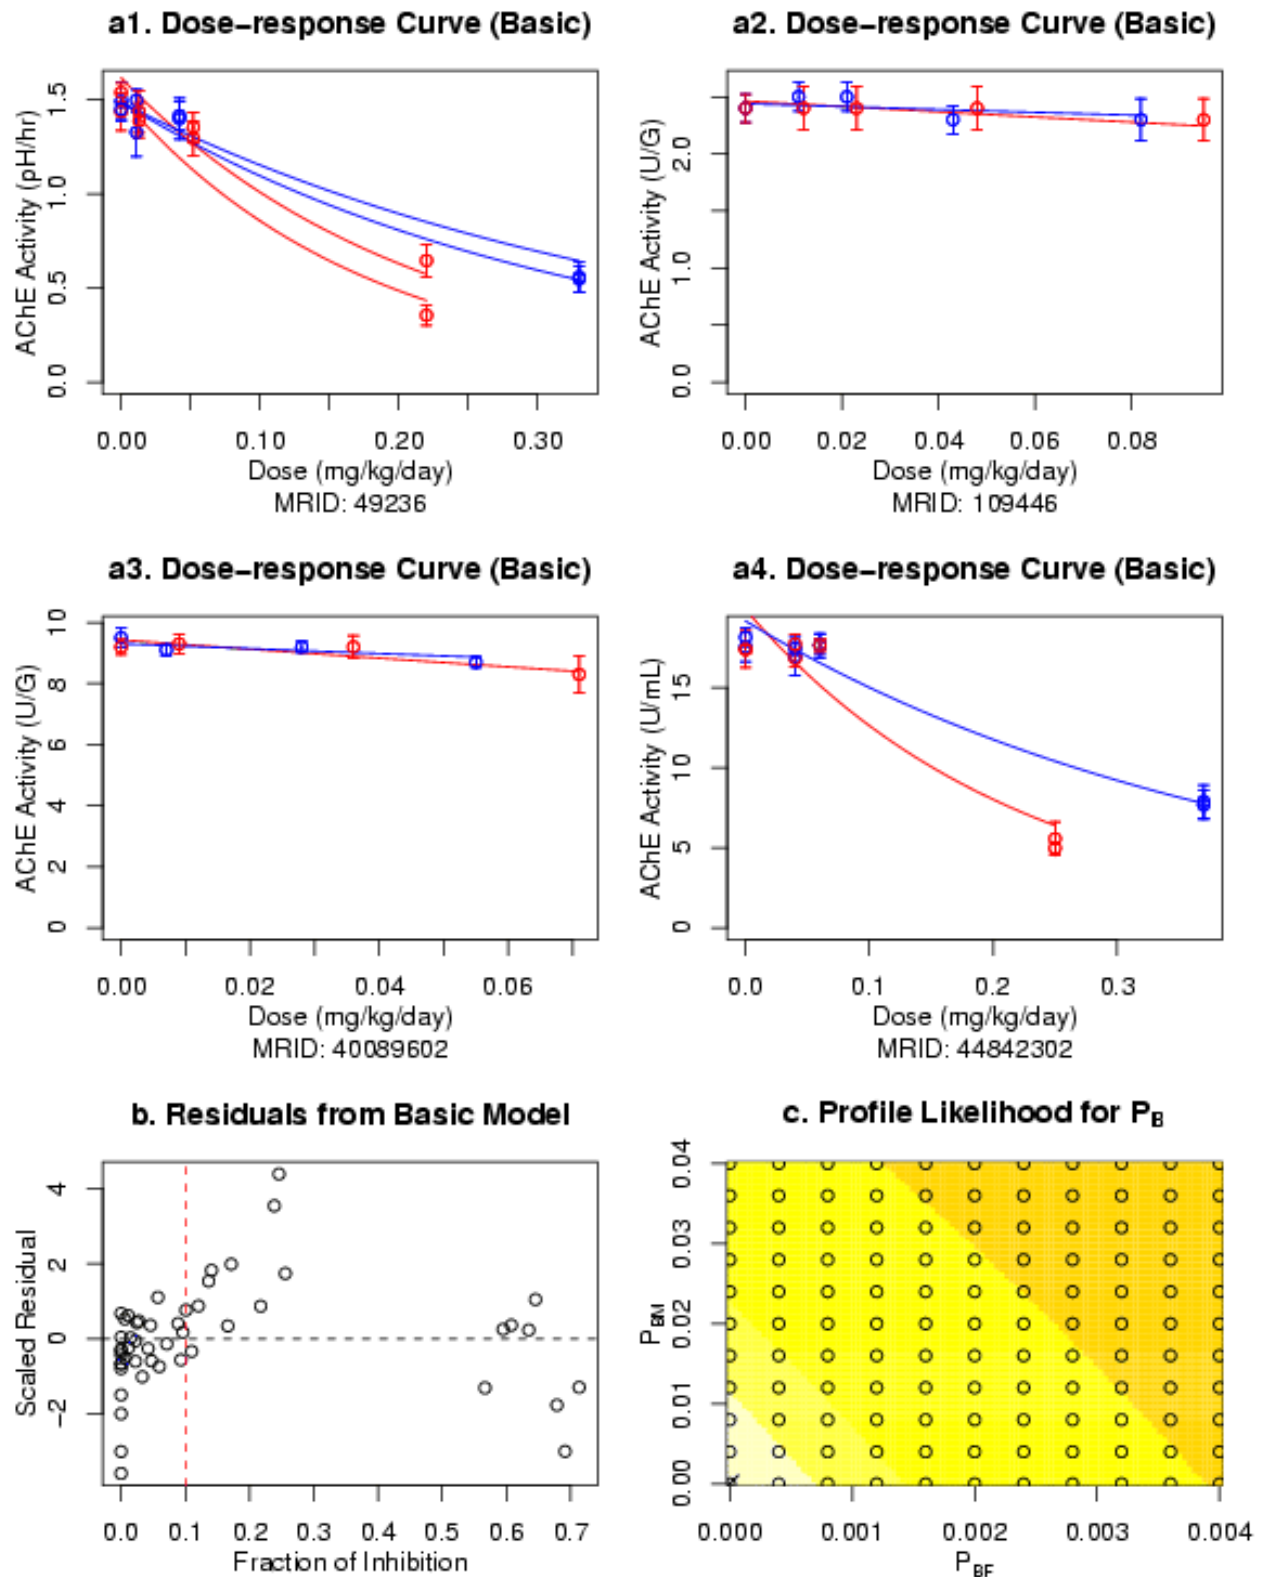 a1. Dose−response Curve (Basic)
AChE Activity (pH/hr)
0.0 0.5 1.0 1.5
0.00 0.10 0.20 0.30
Dose (mg/kg/day)
MRID: 49236
a2. Dose−response Curve (Basic)
AChE Activity (U/G)
0.0 1.0 2.0
0.00 0.02 0.04 0.06 0.08
Dose (mg/kg/day)
MRID: 109446
a3. Dose−response Curve (Basic)
AChE Activity (U/G)
0 2 4 6 8 10
0.00 0.02 0.04 0.06
Dose (mg/kg/day)
MRID: 40089602
a4. Dose−response Curve (Basic)
AChE Activity (U/mL)
0 5 10 15
0.0 0.1 0.2 0.3
Dose (mg/kg/day)
MRID: 44842302
b. Residuals from Basic Model
Scaled Residual
−2 0 2 4
0.0 0.1 0.2 0.3 0.4 0.5 0.6 0.7
Fraction of Inhibition
c. Profile Likelihood for PB
PBM
0.00 0.01 0.02 0.03 0.04
0.000 0.001 0.002 0.003 0.004
PBF